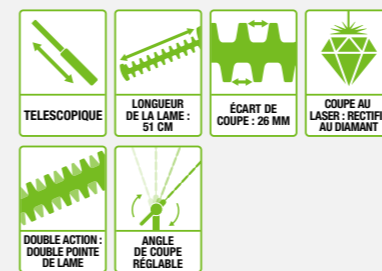 TELESCOPIQUE
LONGUEUR
DE LA LAME :
51 CM
ÉCART DE
COUPE : 26 MM
COUPE AU
LASER : RECTIFI
AU DIAMANT
DOUBLE ACTION :
DOUBLE POINTE
DE LAME
ANGLE
DE COUPE
RÉGLABLE